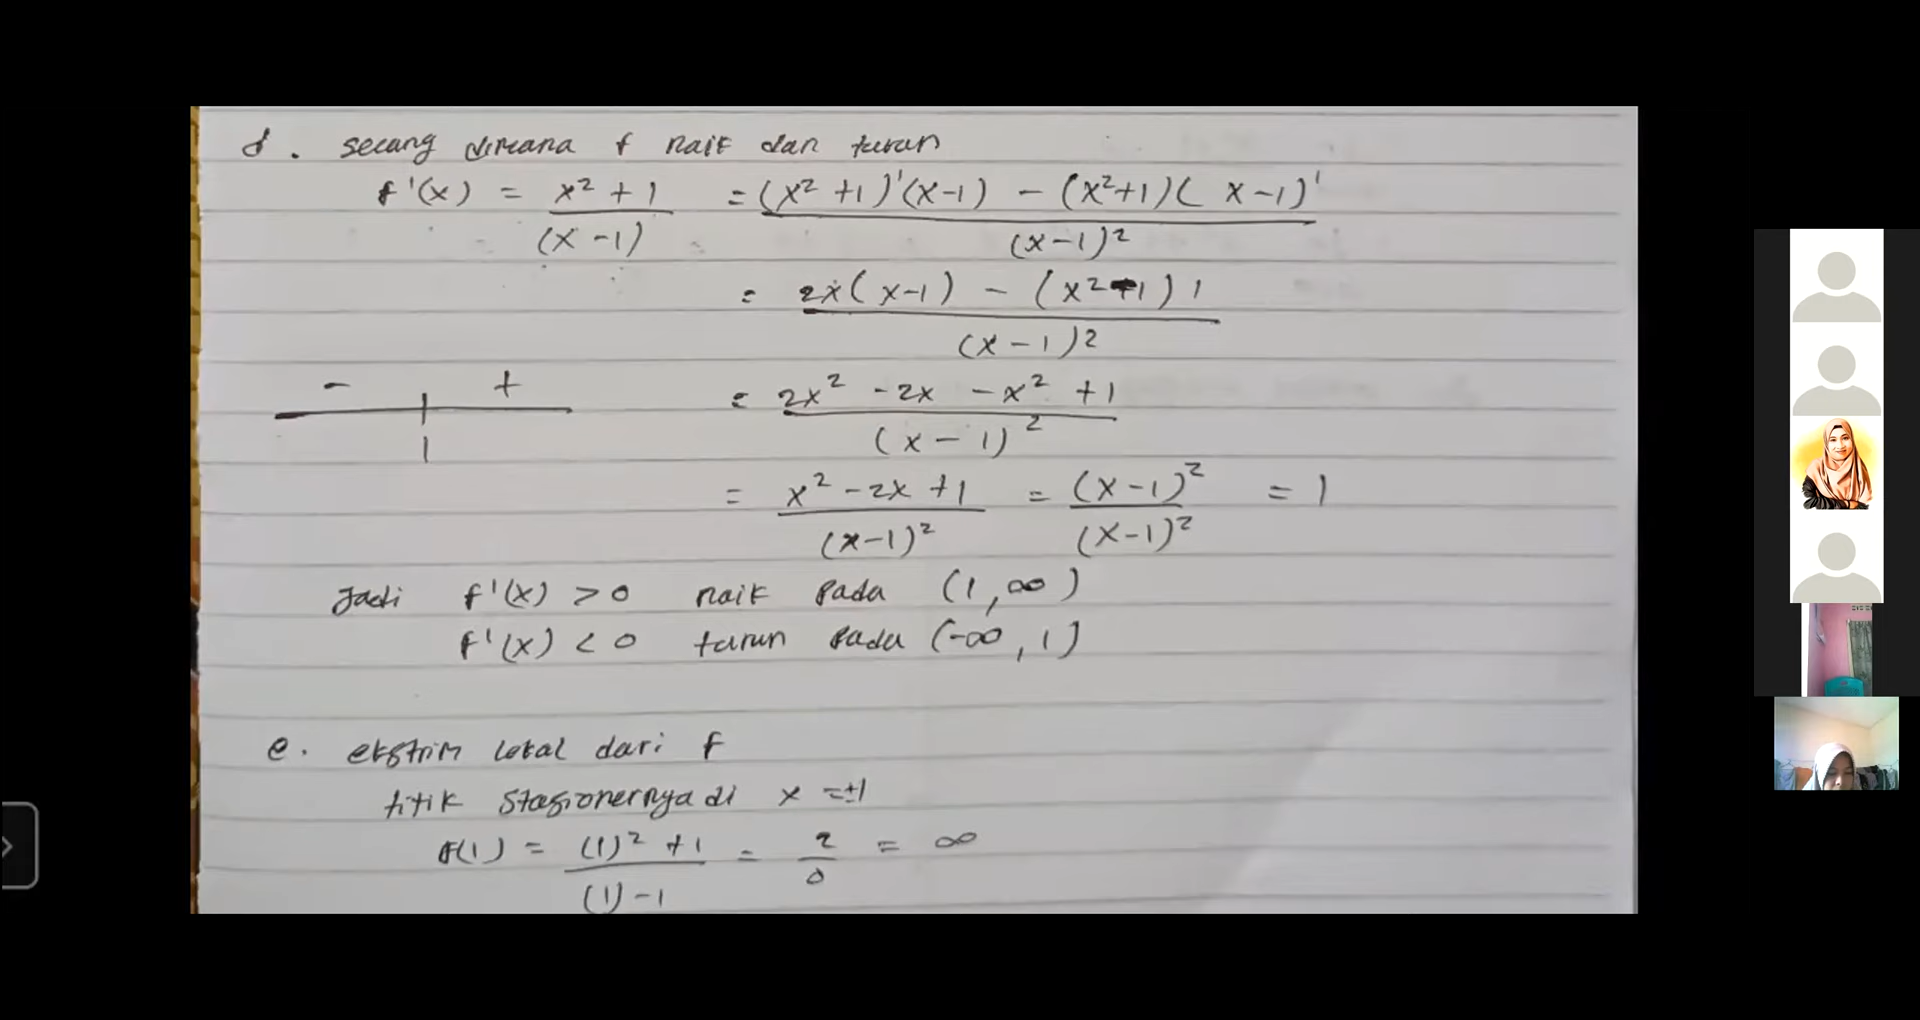 d. secang dimana f naik dan turun
f'(x) = x² + 1 / (x - 1) = (x² + 1)'(x-1) - (x²+1)(x-1)' / (x-1)²
= 2x(x-1) - (x²+1)1 / (x-1)²
- +
1
= 2x² - 2x - x² + 1 / (x-1)²
= x² - 2x + 1 / (x-1)² = (x-1)² / (x-1)² = 1
Jadi f'(x) > 0 naik pada (1, ∞)
f'(x) < 0 turun pada (-∞, 1)
e. ekstrim lokal dari f
titik stasionernya di x = ±1
f(1) = (1)² + 1 / (1) - 1 = 2/0 = ∞